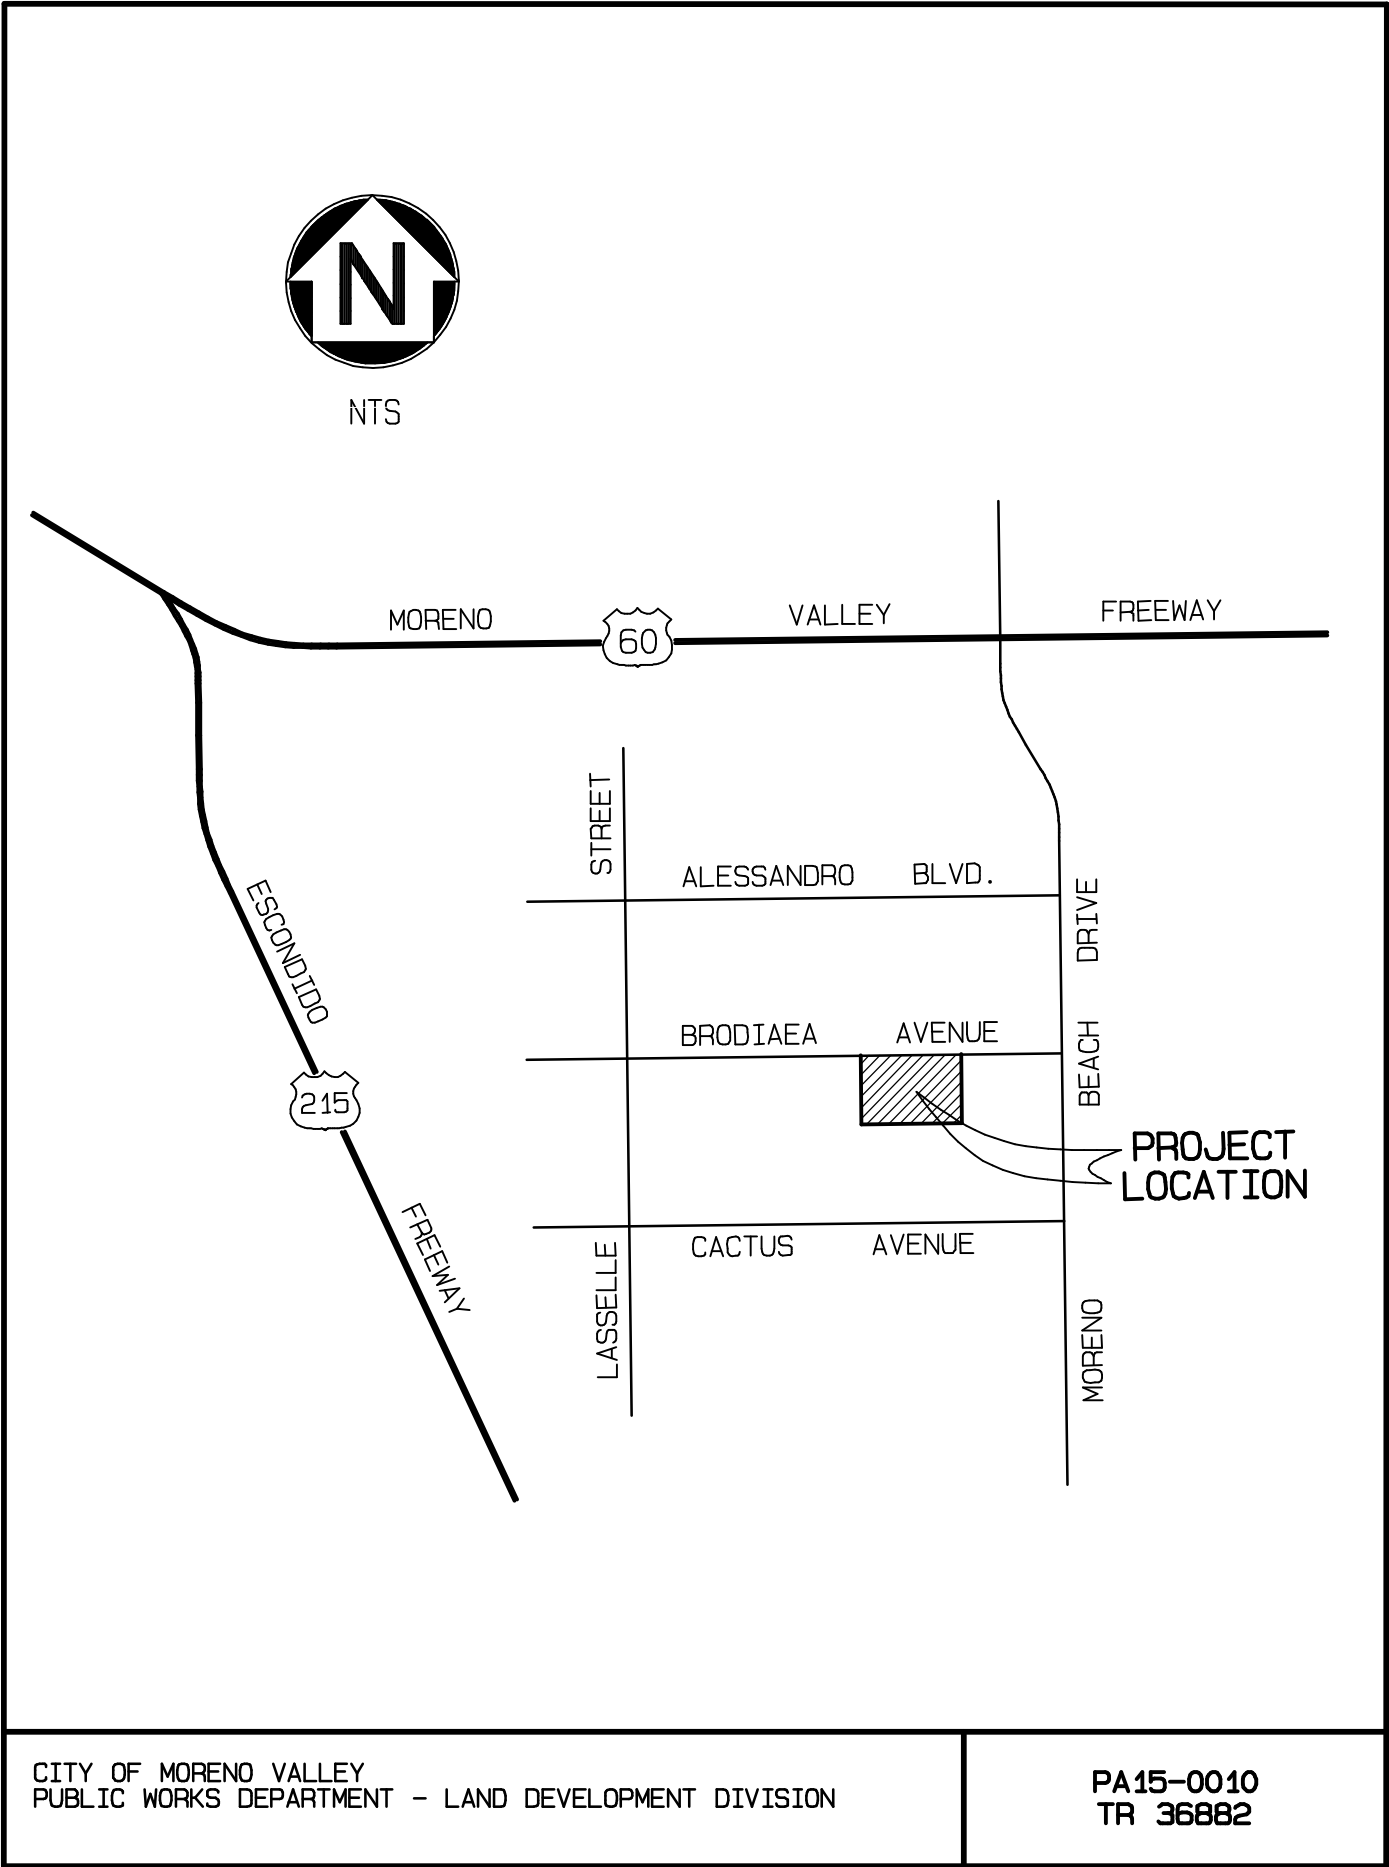 N
NTS
MORENO 60 VALLEY FREEWAY
STREET
ALESSANDRO BLVD.
DRIVE
ESCONDIDO
BRODIAEA AVENUE
BEACH
215
PROJECT
LOCATION
FREEWAY
CACTUS AVENUE
LASSELLE
MORENO
CITY OF MORENO VALLEY
PUBLIC WORKS DEPARTMENT - LAND DEVELOPMENT DIVISION
PA15-0010
TR 36882